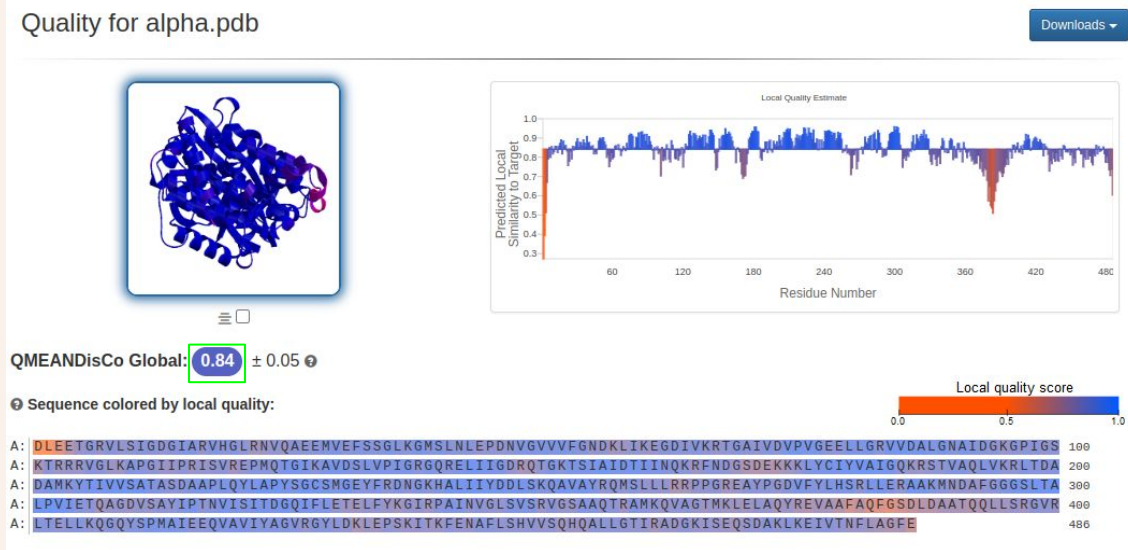 Quality for alpha.pdb
Downloads
Local Quality Estimate
1.0
0.9
0.8
0.7
0.6
0.5
0.4
0.3
Predicted Local
Similarity to Target
60 120 180 240 300 360 420 480
Residue Number
QMEANDisCo Global: 0.84 ± 0.05
Local quality score
0.0 0.5 1.0
Sequence colored by local quality:
A: DLEETGRVLSIGDGIARVHGLRNVQAEEMVEFSSGLKGMSLNLEPDNVGVVVFGNDKLIKEGDIVKRTGAIVDVPVGEELLGRVVDALGNAIDGKGPIGS 100
A: KTRRRVGLKAPGIIPRISVREPMQTGIKAVDSLVPIGRGQRELIIGDRQTGKTSIAIDTIINQKRFNDGSDEKKKLYCIYVAIGQKRSTVAQLVKRLTDA 200
A: DAMKYTIVVSATASDAAPLQYLAPYSGCSMGEYFRDNGKHALIIYDDLSKQAVAYRQMSLLLRRPPGREAYPGDVFYLHSRLLERAAKMNDAFGGGSLTA 300
A: LPVIETQAGDVSAYIPTNVISITDGQIFLETELFYKGIRPAINVGLSVSRVGSAAQTRAMKQVAGTMKLELAQYREVAAFAQFGSDLDAATQQLLSRGVR 400
A: LTELLKQGQYSPMAIEEQVAVIYAGVRGYLDKLEPSKITKFENAFLSHVVSQHQALLGTIRADGKISEQSDAKLKEIVTNFLAGFE 486